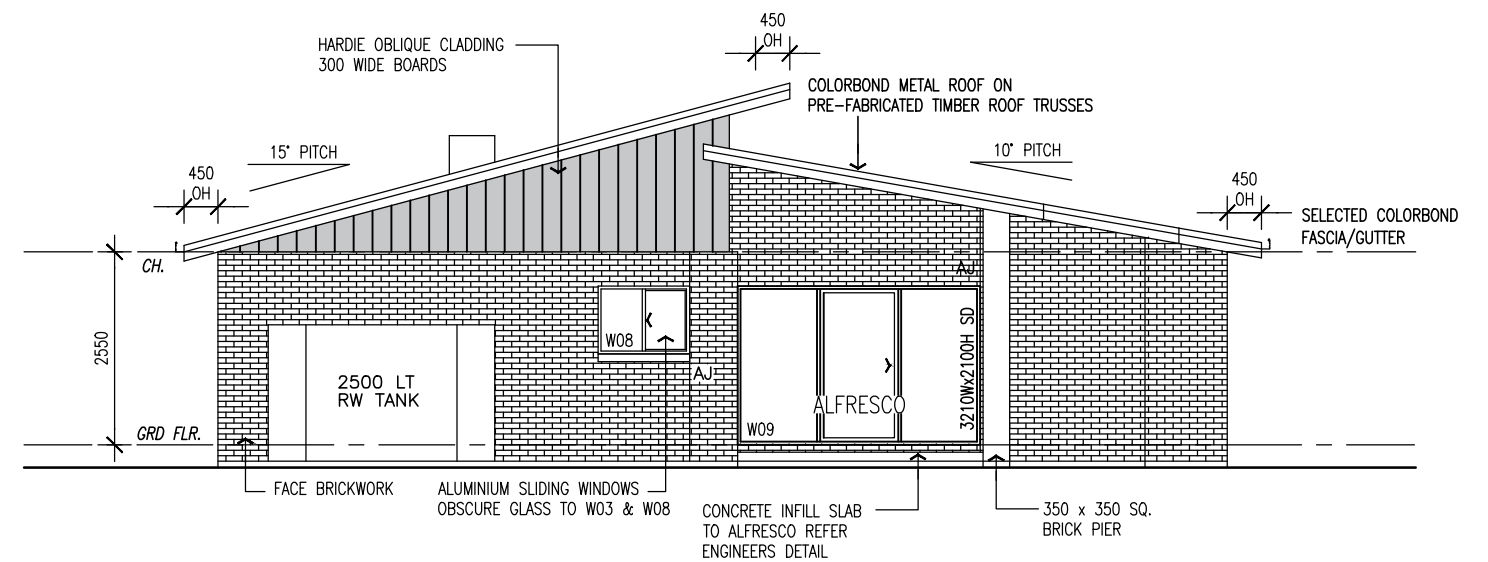 450
OH
HARDIE OBLIQUE CLADDING
300 WIDE BOARDS
COLORBOND METAL ROOF ON
PRE-FABRICATED TIMBER ROOF TRUSSES
15° PITCH
10° PITCH
450
OH
450
OH
SELECTED COLORBOND
FASCIA/GUTTER
CH.
AJ
2550
W08
3210Wx2100H SD
AJ
2500 LT
RW TANK
ALFRESCO
W09
GRD FLR.
FACE BRICKWORK
ALUMINIUM SLIDING WINDOWS
OBSCURE GLASS TO W03 & W08
CONCRETE INFILL SLAB
TO ALFRESCO REFER
ENGINEERS DETAIL
350 x 350 SQ.
BRICK PIER